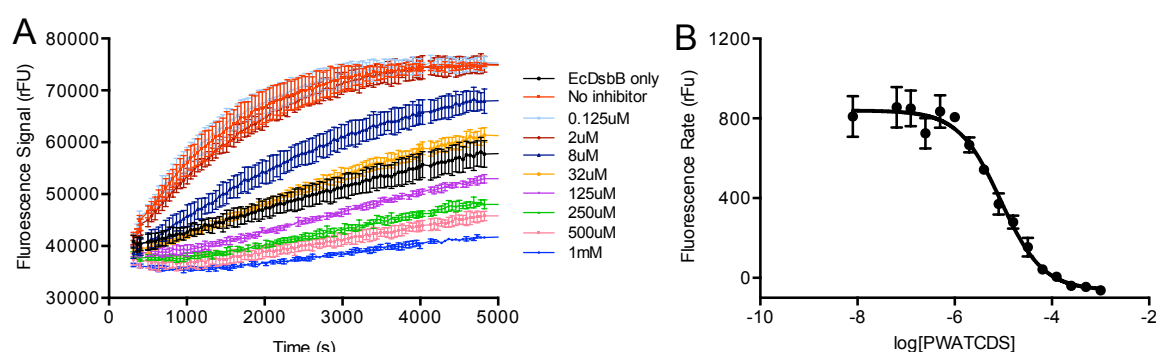 A
Fluroescence Signal (rFU)
80000
70000
60000
50000
40000
30000
0
1000
2000
3000
4000
5000
Time (s)
EcDsbB only
No inhibitor
0.125uM
2uM
8uM
32uM
125uM
250uM
500uM
1mM
B
Fluorescence Rate (rFu)
1200
800
400
0
-10
-8
-6
-4
-2
log[PWATCDS]